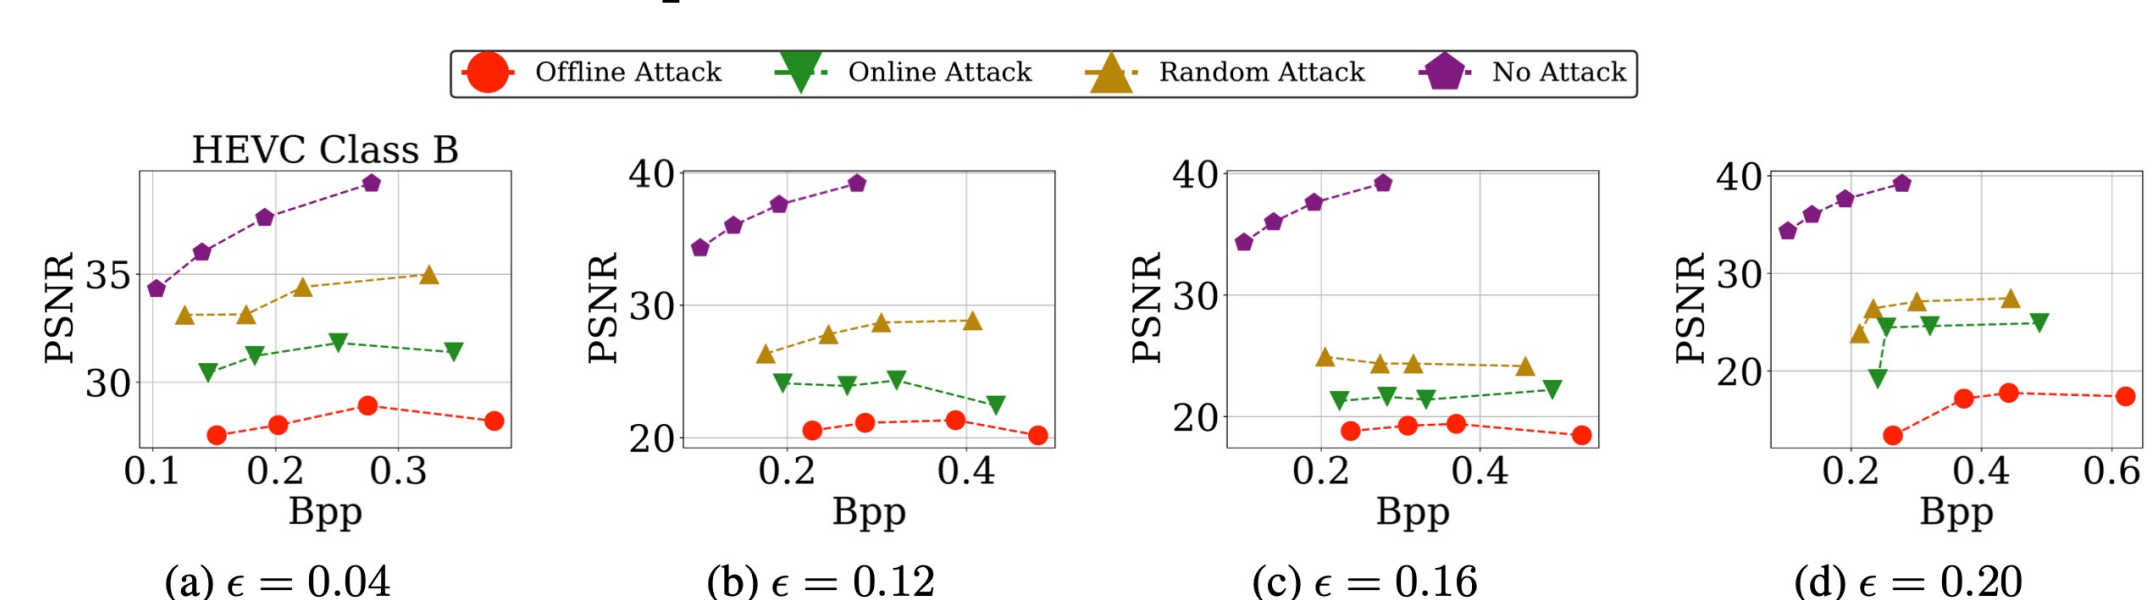 Offline Attack Online Attack Random Attack No Attack
HEVC Class B
PSNR
35
30
0.1 0.2 0.3
Bpp
(a) ϵ = 0.04
PSNR
40
30
20
0.2 0.4
Bpp
(b) ϵ = 0.12
PSNR
40
30
20
0.2 0.4
Bpp
(c) ϵ = 0.16
PSNR
40
30
20
0.2 0.4 0.6
Bpp
(d) ϵ = 0.20